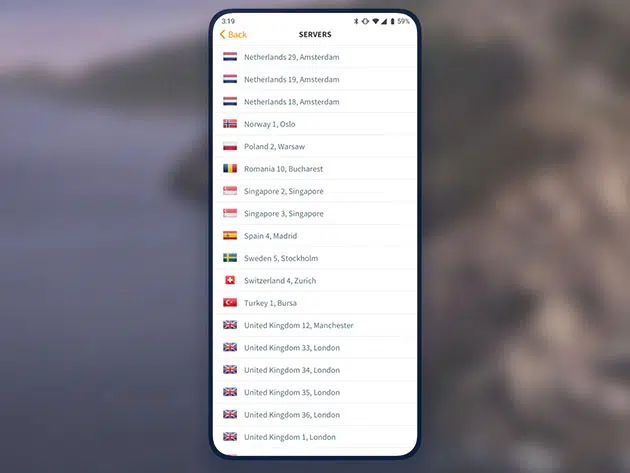 3:19 59%
Back SERVERS
Netherlands 29, Amsterdam
Netherlands 19, Amsterdam
Netherlands 18, Amsterdam
Norway 1, Oslo
Poland 2, Warsaw
Romania 10, Bucharest
Singapore 2, Singapore
Singapore 3, Singapore
Spain 4, Madrid
Sweden 5, Stockholm
Switzerland 4, Zurich
Turkey 1, Bursa
United Kingdom 12, Manchester
United Kingdom 33, London
United Kingdom 34, London
United Kingdom 35, London
United Kingdom 36, London
United Kingdom 1, London